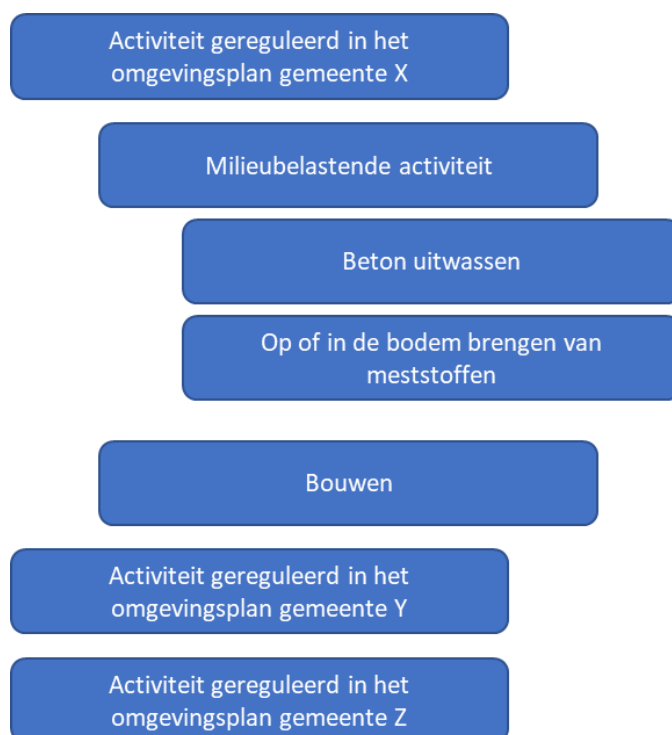 Activiteit gereguleerd in het
omgevingsplan gemeente X
Milieubelastende activiteit
Beton uitwassen
Op of in de bodem brengen van
meststoffen
Bouwen
Activiteit gereguleerd in het
omgevingsplan gemeente Y
Activiteit gereguleerd in het
omgevingsplan gemeente Z